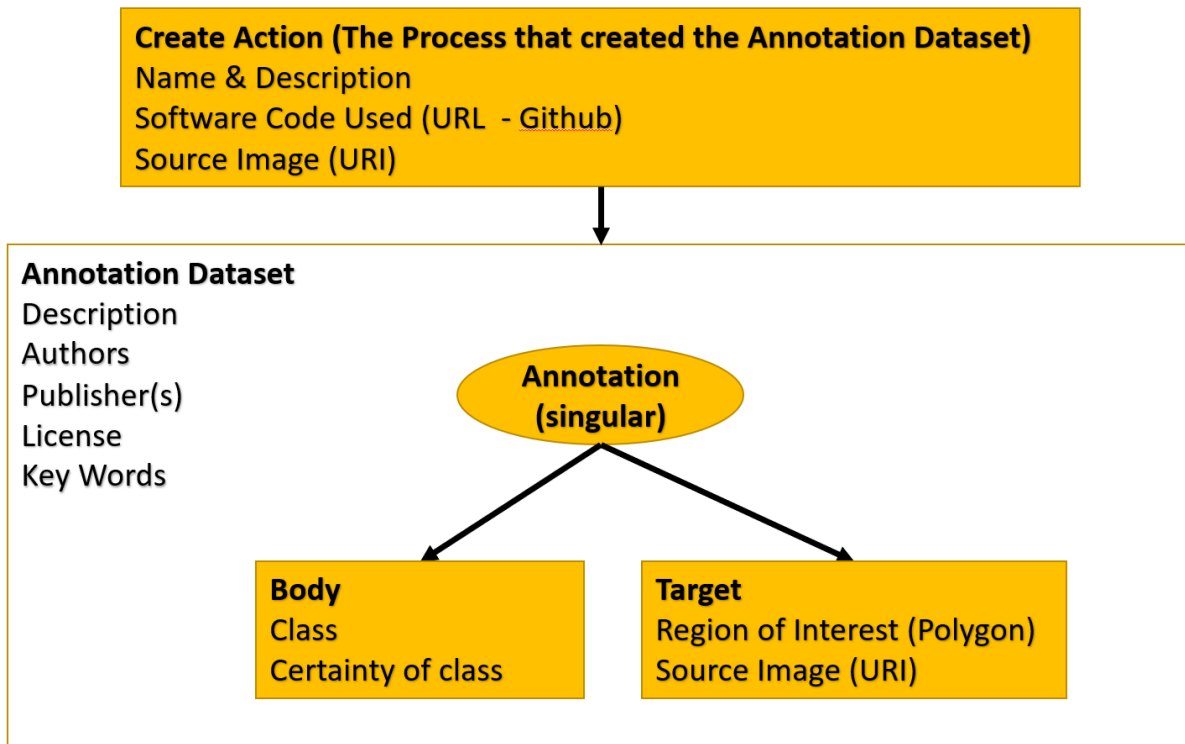 Create Action (The Process that created the Annotation Dataset)
Name & Description
Software Code Used (URL  - Github)
Source Image (URI)
Annotation Dataset
Description
Authors
Publisher(s)
License
Key Words
Annotation
(singular)
Body
Class
Certainty of class
Target
Region of Interest (Polygon)
Source Image (URI)